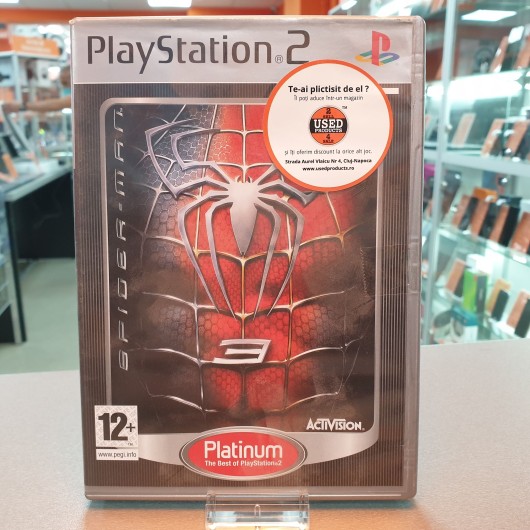 PlayStation®2
Te-ai plictisit de el ?
Îl poți aduce într-un magazin
USED
PRODUCTS
și îți oferim discount la orice alt joc.
Strada Aurel Vlaicu Nr 4, Cluj-Napoca
www.usedproducts.ro
SPIDER-MAN
3
12+
www.pegi.info
ACTIVISION
Platinum
The Best of PlayStation®2